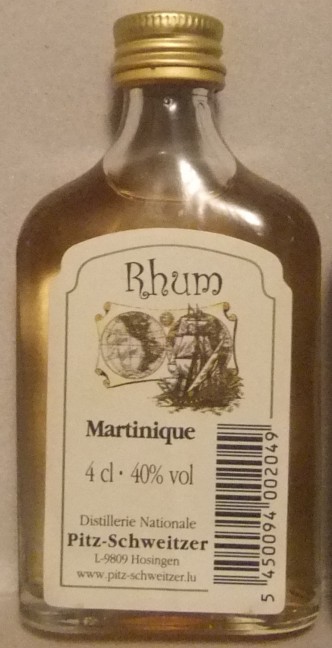 Rhum
Martinique
4 cl · 40% vol
Distillerie Nationale
Pitz-Schweitzer
L-9809 Hosingen
www.pitz-schweitzer.lu
5 450094 002049